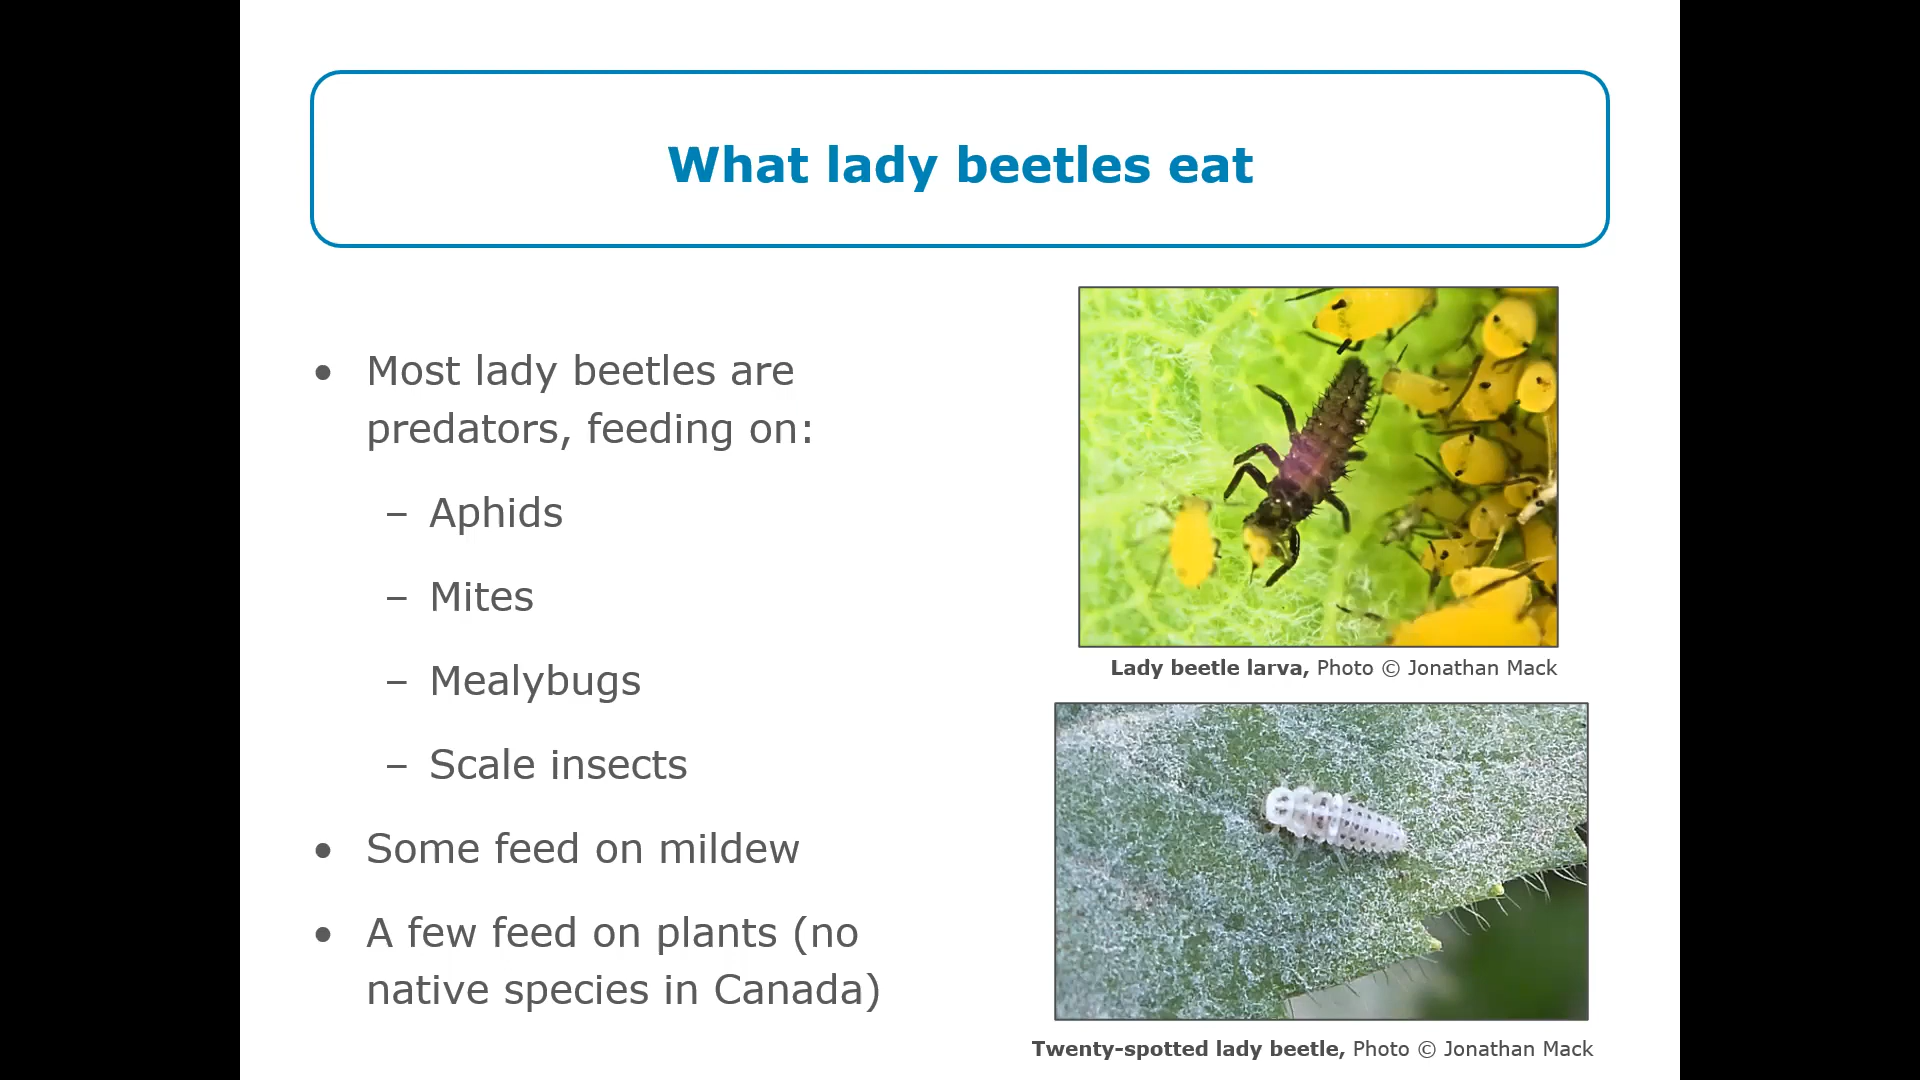 What lady beetles eat
• Most lady beetles are
predators, feeding on:
– Aphids
– Mites
– Mealybugs
– Scale insects
• Some feed on mildew
• A few feed on plants (no
native species in Canada)
Lady beetle larva, Photo © Jonathan Mack
Twenty-spotted lady beetle, Photo © Jonathan Mack